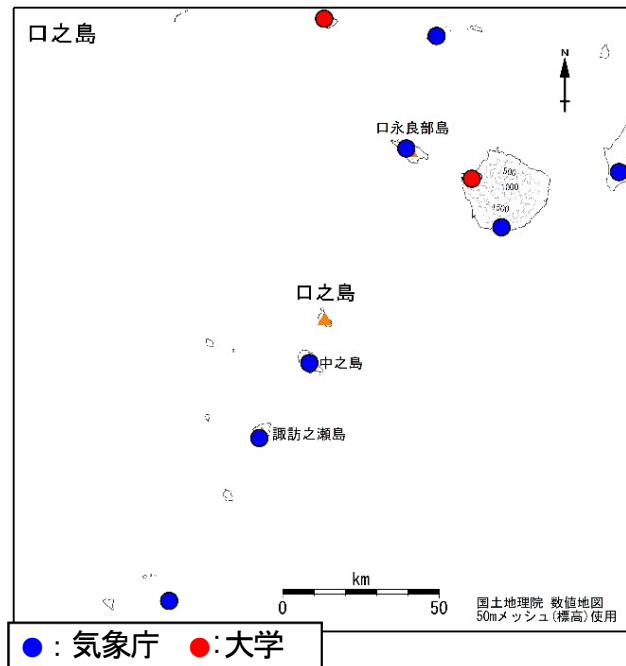 口之島
N
口永良部島
500
1000
1500
口之島
中之島
諏訪之瀬島
km
0 50
国土地理院 数値地図
50mメッシュ(標高)使用
●:気象庁 ●:大学